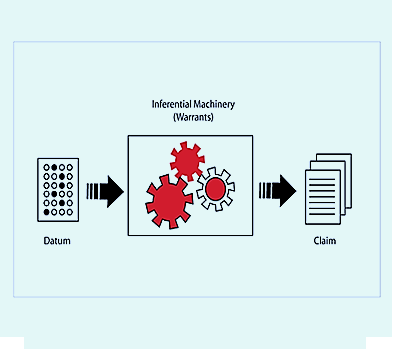 Inferential Machinery
(Warrants)
Datum
Claim